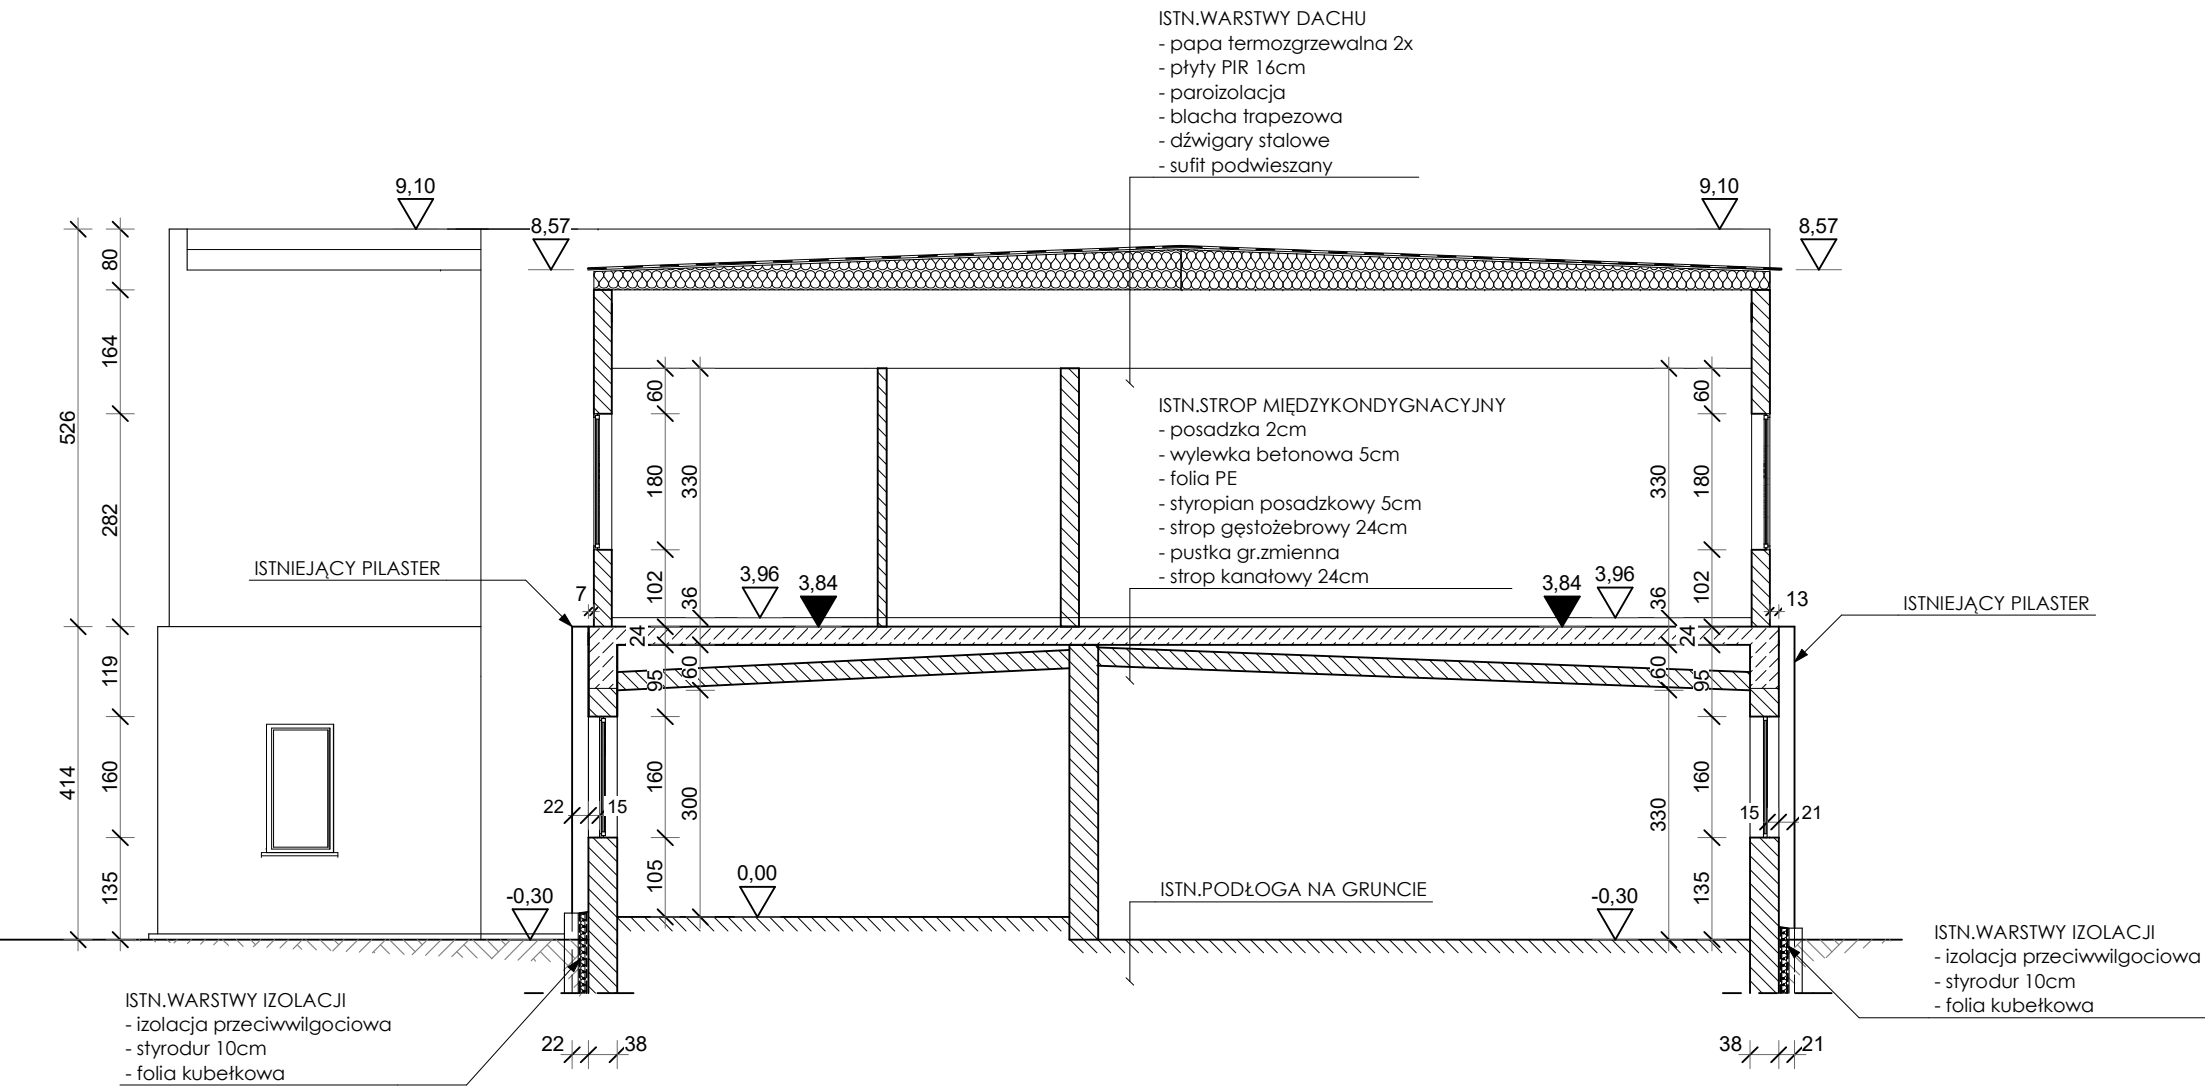 ISTN.WARSTWY DACHU
- papa termozgrzewalna 2x
- płyty PIR 16cm
- paroizolacja
- blacha trapezowa
- dźwigary stalowe
- sufit podwieszany
9,10
9,10
8,57
8,57
80
164
526
282
119
414
160
135
60
330
180
102
36
24
60
95
160
300
105
ISTN.STROP MIĘDZYKONDYGNACYJNY
- posadzka 2cm
- wylewka betonowa 5cm
- folia PE
- styropian posadzkowy 5cm
- strop gęstożebrowy 24cm
- pustka gr.zmienna
- strop kanałowy 24cm
60
330
180
102
36
24
60
95
160
330
135
ISTNIEJĄCY PILASTER
7
3,96
3,84
3,84
3,96
13
ISTNIEJĄCY PILASTER
22
15
15
21
0,00
-0,30
ISTN.PODŁOGA NA GRUNCIE
-0,30
ISTN.WARSTWY IZOLACJI
- izolacja przeciwwilgociowa
- styrodur 10cm
- folia kubełkowa
ISTN.WARSTWY IZOLACJI
- izolacja przeciwwilgociowa
- styrodur 10cm
- folia kubełkowa
22
38
38
21